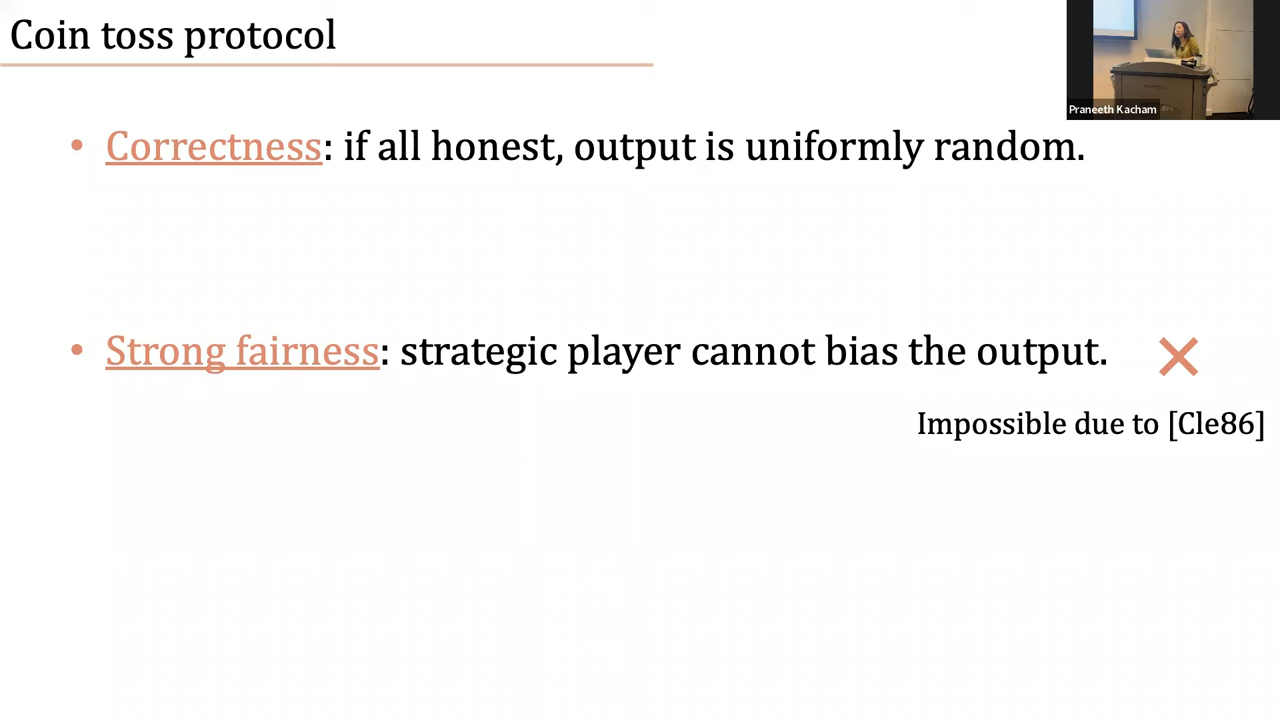 Coin toss protocol
Praneeth Kacham
• Correctness: if all honest, output is uniformly random.
• Strong fairness: strategic player cannot bias the output. ✕
Impossible due to [Cle86]